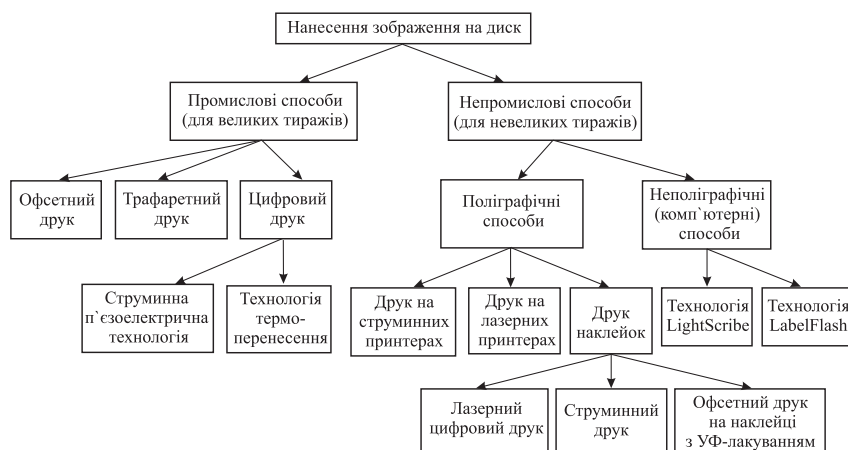 Нанесення зображення на диск
Промислові способи
(для великих тиражів)
Непромислові способи
(для невеликих тиражів)
Офсетний
друк
Трафаретний
друк
Цифровий
друк
Поліграфічні
способи
Неполіграфічні
(комп`ютерні)
способи
Струминна
п`єзоелектрична
технологія
Технологія
термо-
перенесення
Друк на
струминних
принтерах
Друк на
лазерних
принтерах
Друк
наклейок
Технологія
LightScribe
Технологія
LabelFlash
Лазерний
цифровий друк
Струминний
друк
Офсетний друк
на наклейці
з УФ-лакуванням